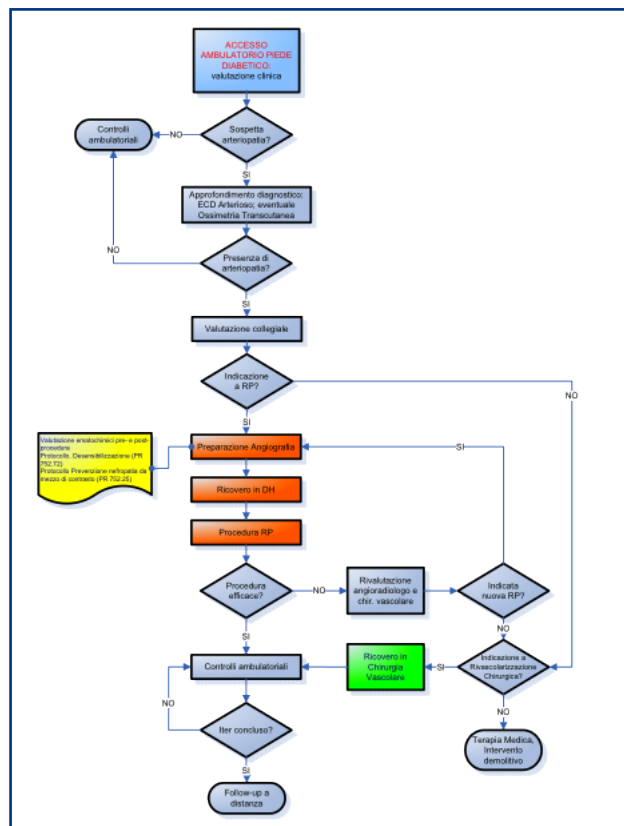 ACCESSO
AMBULATORIO PIEDE
DIABETICO:
valutazione clinica
Controlli
ambulatoriali
NO
Sospetta
arteriopatia?
SI
Approfondimento diagnostico:
ECD Arterioso; eventuale
Ossimetria Transcutanea
NO
Presenza di
arteriopatia?
SI
Valutazione collegiale
Indicazione
a RP?
NO
SI
Valutazione ematochimici pre- e post-
procedura
Protocollo. Desensibilizzazione (PR
752.72)
Protocollo Prevenzione nefropatia da
mezzo di contrasto (PR 752.25)
Preparazione Angiografia
SI
Ricovero in DH
Procedura RP
Procedura
efficace?
NO
Rivalutazione
angioradiologo e
chir. vascolare
Indicata
nuova RP?
SI
NO
Controlli ambulatoriali
Ricovero in
Chirurgia
Vascolare
SI
Indicazione a
Rivascolarizzazione
Chirurgica?
NO
NO
Iter concluso?
Terapia Medica;
Intervento
demolitivo
SI
Follow-up a
distanza